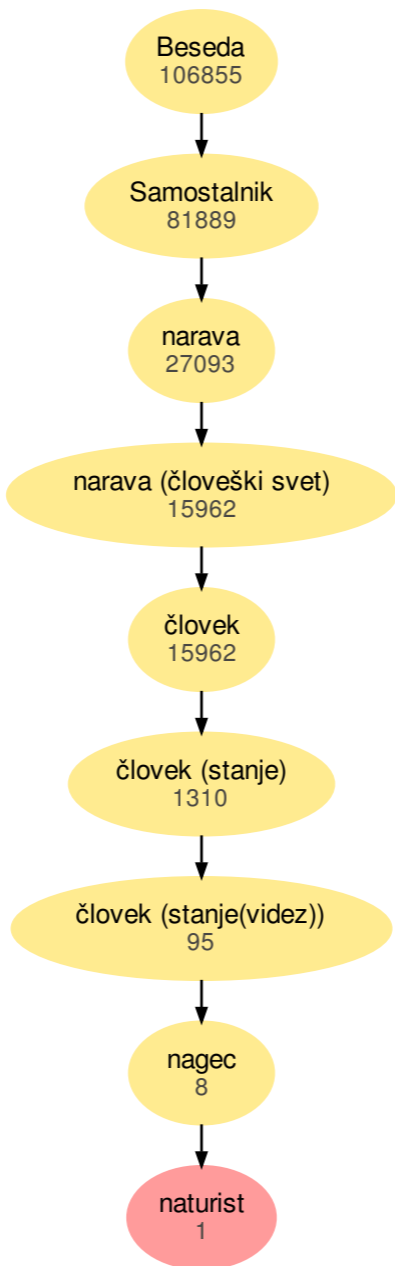 Beseda
106855
Samostalnik
81889
narava
27093
narava (človeški svet)
15962
človek
15962
človek (stanje)
1310
človek (stanje(videz))
95
nagec
8
naturist
1